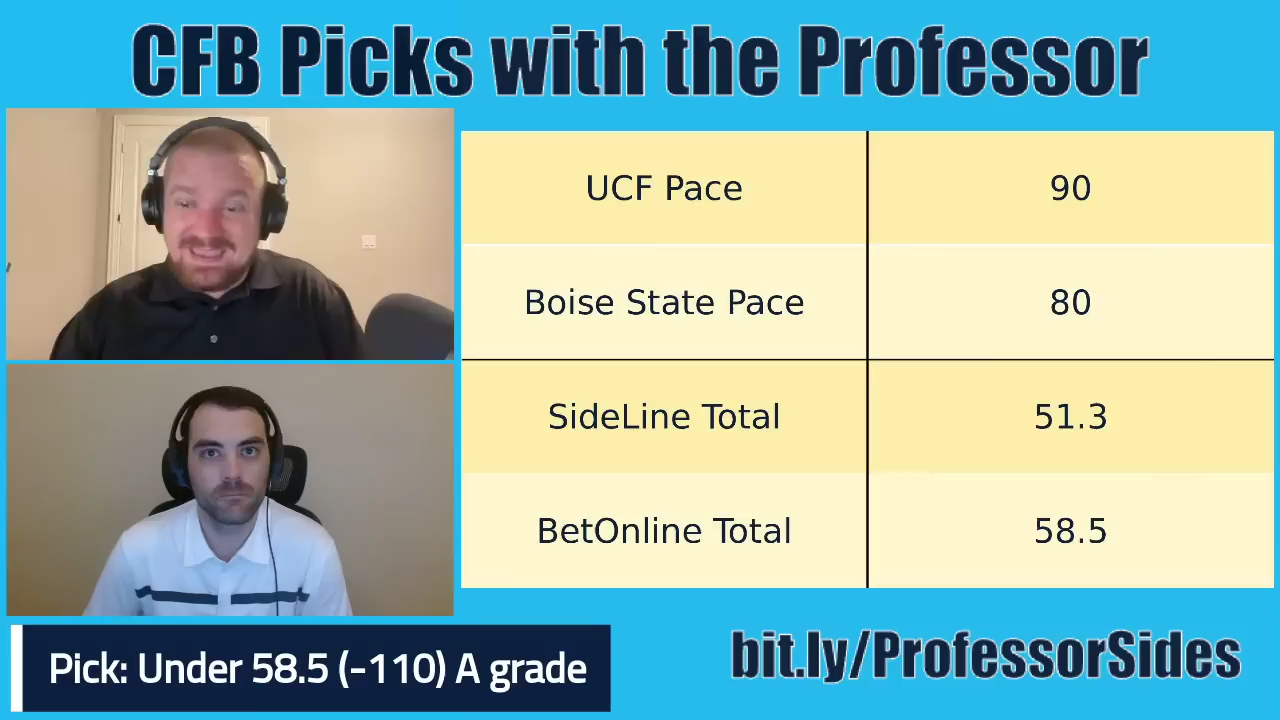 CFB Picks with the Professor
UCF Pace 90
Boise State Pace 80
SideLine Total 51.3
BetOnline Total 58.5
Pick: Under 58.5 (-110) A grade
bit.ly/ProfessorSides